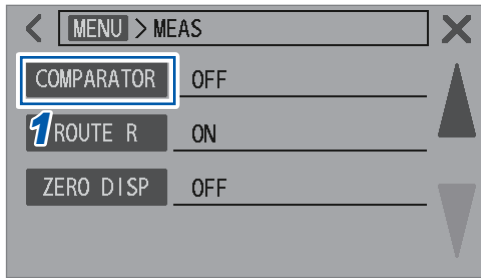 MENU > MEAS
COMPARATOR OFF
1
ROUTE R ON
ZERO DISP OFF